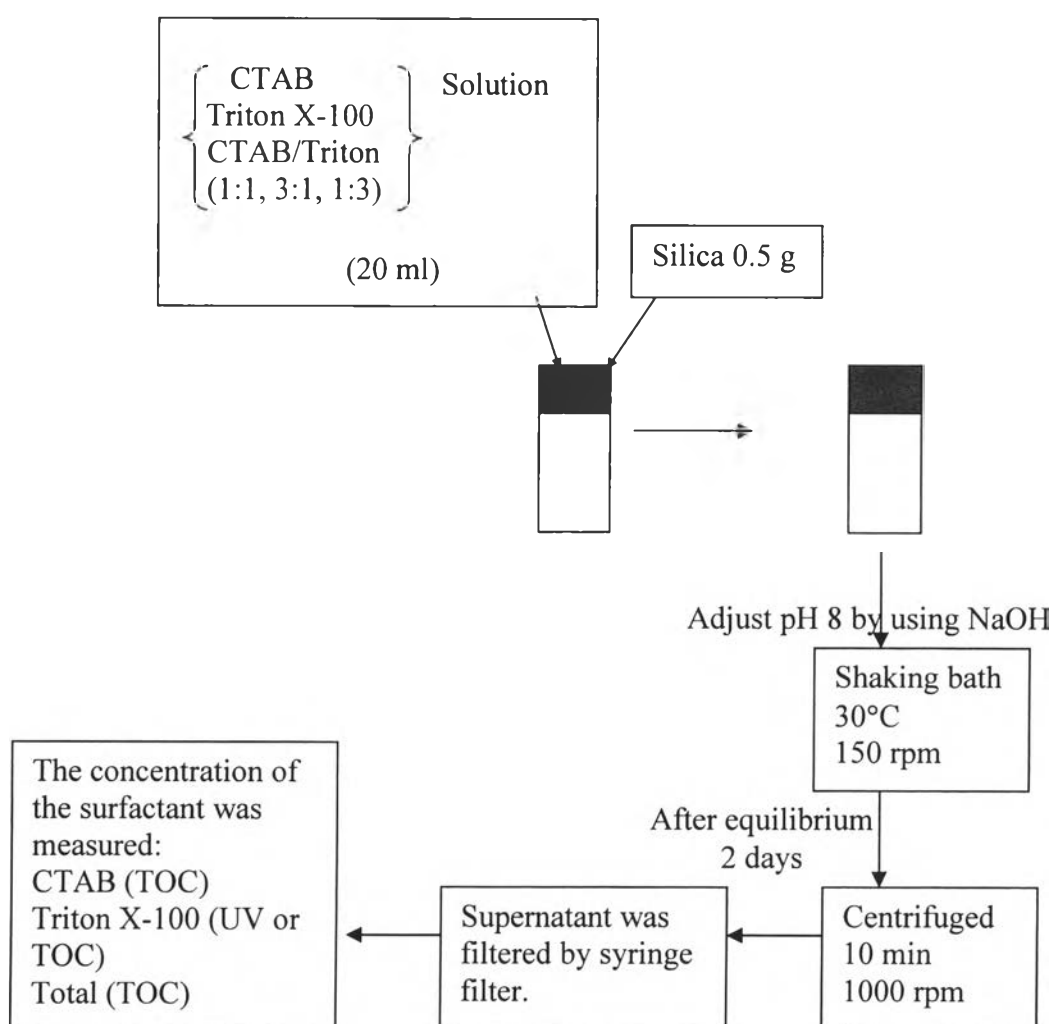 CTAB
Triton X-100
CTAB/Triton
(1:1, 3:1, 1:3)
Solution
(20 ml)
Silica 0.5 g
Adjust pH 8 by using NaOH
Shaking bath
30°C
150 rpm
After equilibrium
2 days
Centrifuged
10 min
1000 rpm
Supernatant was
filtered by syringe
filter.
The concentration of
the surfactant was
measured:
CTAB (TOC)
Triton X-100 (UV or
TOC)
Total (TOC)